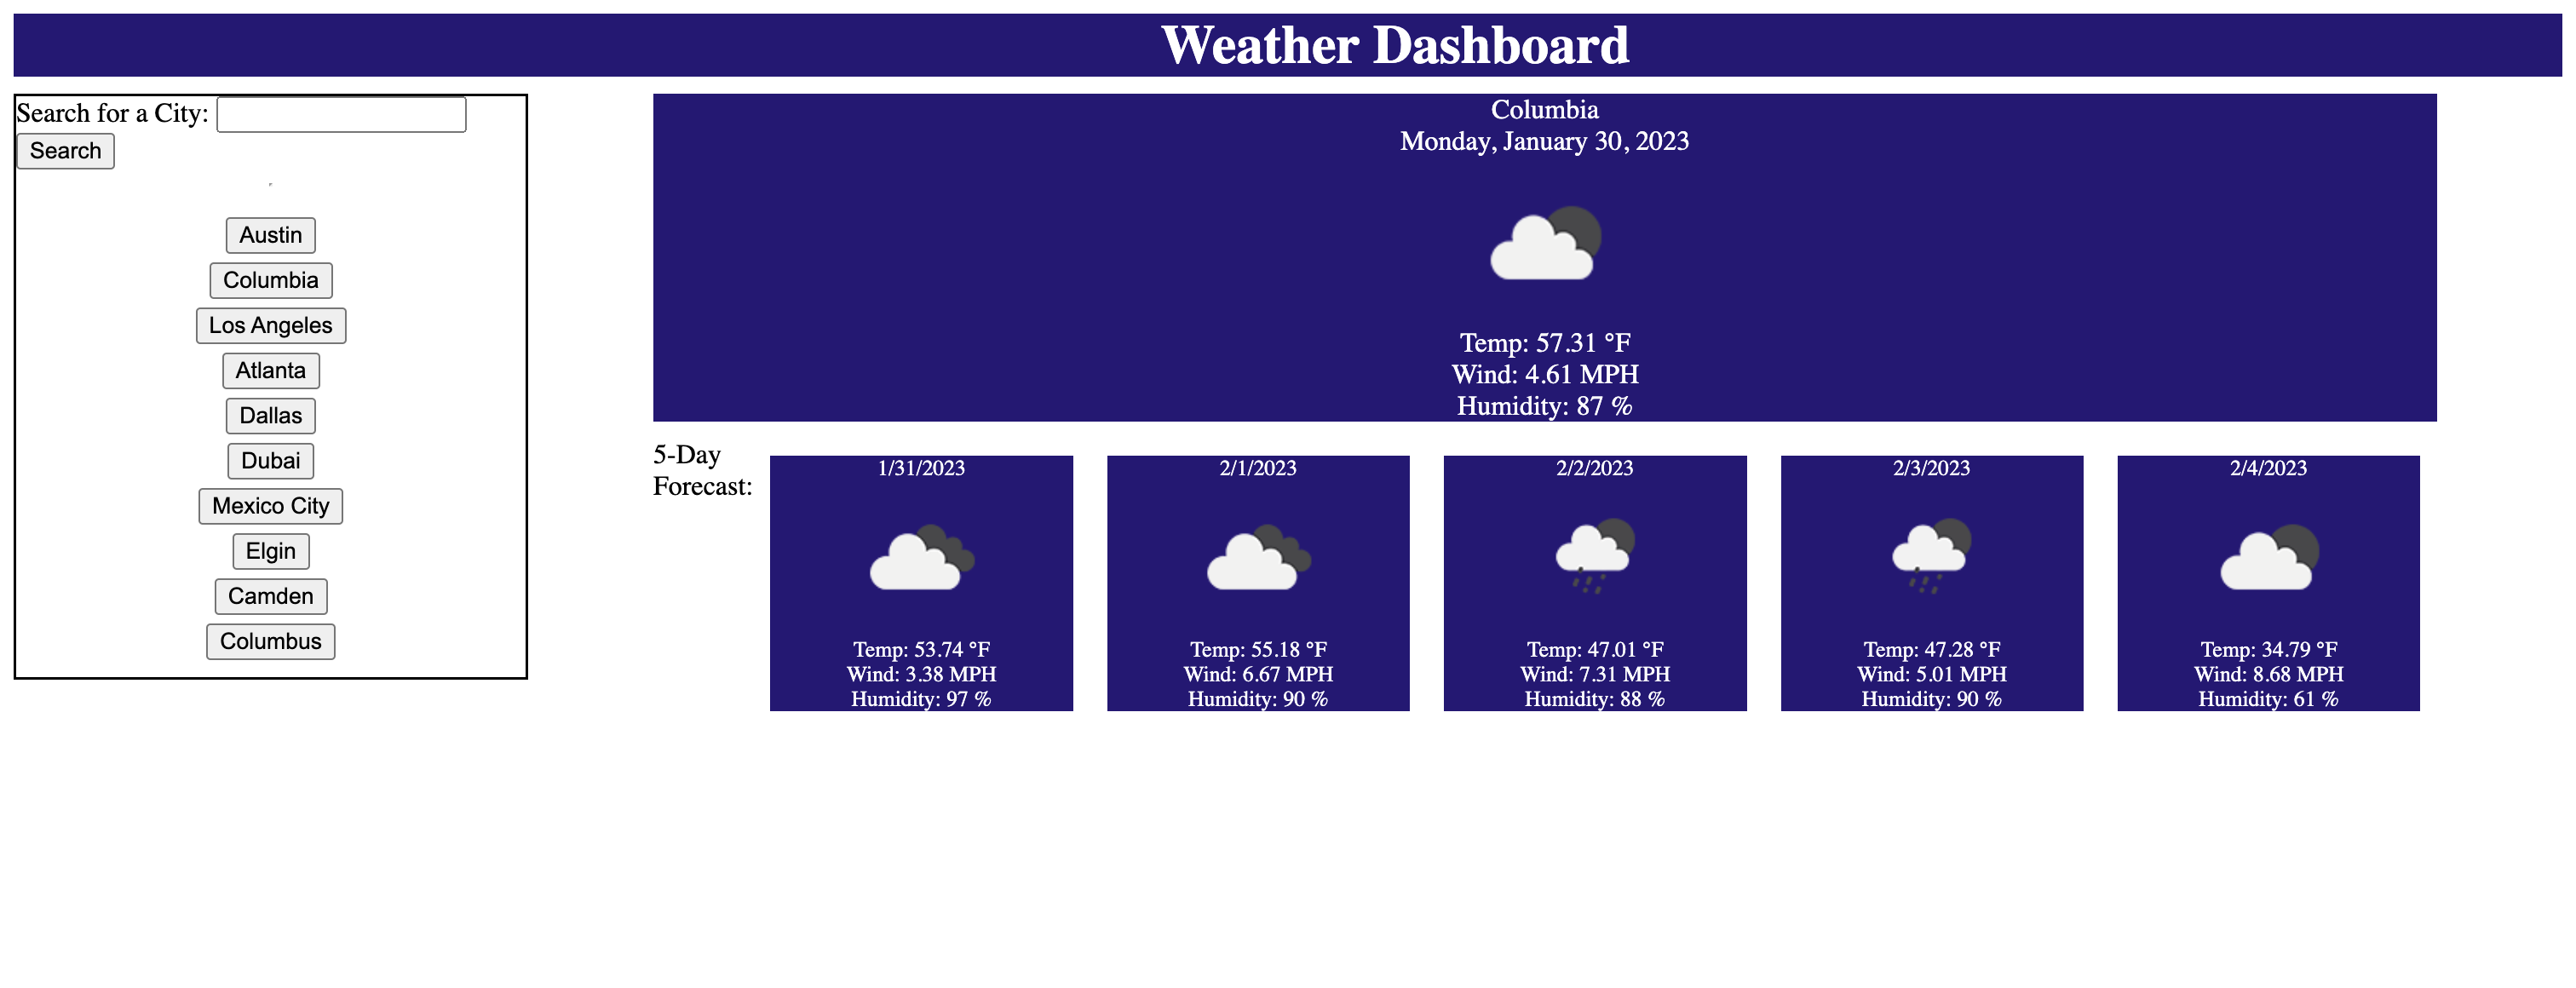 Weather Dashboard
Search for a City:
Search
Austin
Columbia
Los Angeles
Atlanta
Dallas
Dubai
Mexico City
Elgin
Camden
Columbus
Columbia
Monday, January 30, 2023
Temp: 57.31 °F
Wind: 4.61 MPH
Humidity: 87 %
5-Day
Forecast:
1/31/2023
Temp: 53.74 °F
Wind: 3.38 MPH
Humidity: 97 %
2/1/2023
Temp: 55.18 °F
Wind: 6.67 MPH
Humidity: 90 %
2/2/2023
Temp: 47.01 °F
Wind: 7.31 MPH
Humidity: 88 %
2/3/2023
Temp: 47.28 °F
Wind: 5.01 MPH
Humidity: 90 %
2/4/2023
Temp: 34.79 °F
Wind: 8.68 MPH
Humidity: 61 %